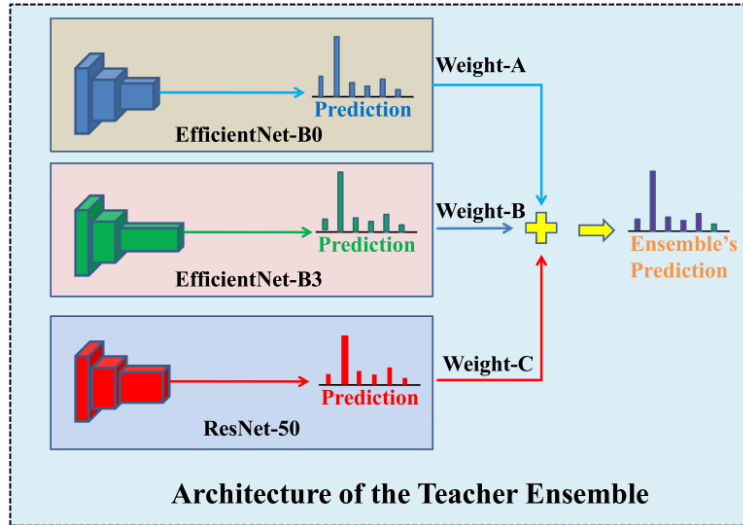 Weight-A
Prediction
EfficientNet-B0
Weight-B
Prediction
EfficientNet-B3
Ensemble's
Prediction
Weight-C
Prediction
ResNet-50
Architecture of the Teacher Ensemble